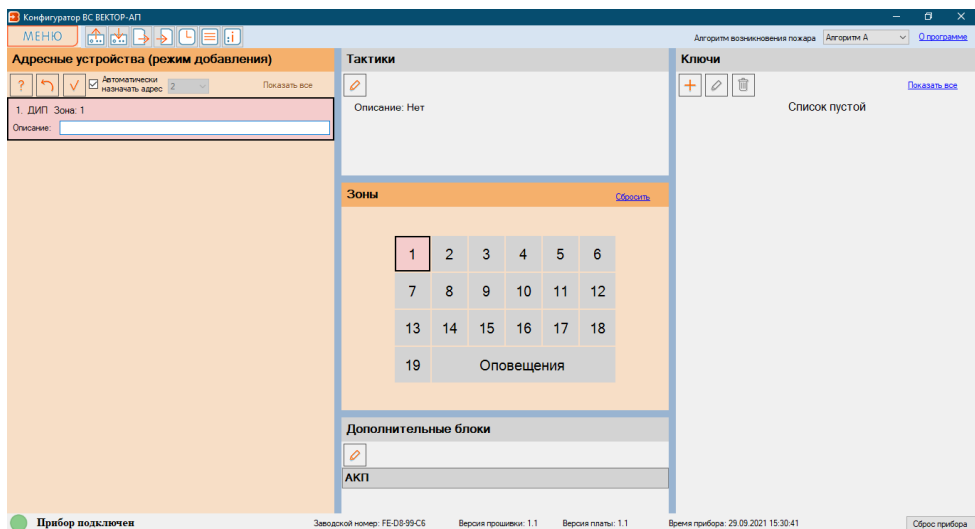 Конфигуратор ВС ВЕКТОР-АП
МЕНЮ
Алгоритм возникновения пожара Алгоритм А О программе
Адресные устройства (режим добавления)
Автоматически назначать адрес 2 Показать все
1. ДИП Зона: 1
Описание:
Тактики
Описание: Нет
Зоны Сбросить
1 2 3 4 5 6
7 8 9 10 11 12
13 14 15 16 17 18
19 Оповещения
Дополнительные блоки
АКП
Ключи
Показать все
Список пустой
Прибор подключен Заводской номер: FE-D8-99-C6 Версия прошивки: 1.1 Версия платы: 1.1 Время прибора: 29.09.2021 15:30:41 Сброс прибора